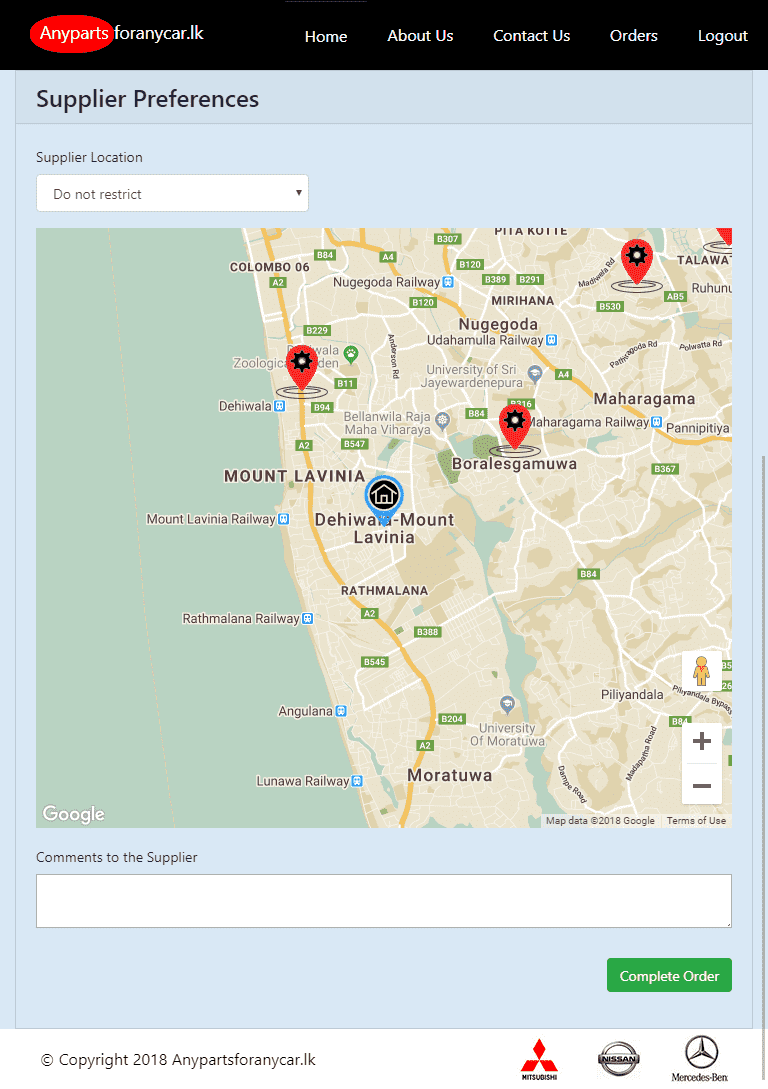 Anyparts foranycar.lk
Home
About Us
Contact Us
Orders
Logout
Supplier Preferences
Supplier Location
Do not restrict
PITA KOTTE
B307
B84
A4
COLOMBO 06
B120
TALAWA
A2
Nugegoda Railway
B389
B291
Madiwela Rd
Ruhunu
B120
MIRIHANA
B530
AB5
B229
Nugegoda
Udahamulla Railway
Anderson Rd
Pathiragoda Rd
Polwatta Rd
Zoological
University of Sri
Jayewardenepura
A4
B11
Maharagama
Dehiwala
B94
Bellanwila Raja
Maha Viharaya
B84
B316
Maharagama Railway
Pannipitiya
A2
B547
Boralesgamuwa
B367
MOUNT LAVINIA
Mount Lavinia Railway
Dehiwala-Mount
Lavinia
B84
RATHMALANA
Rathmalana Railway
A2
B388
B545
Piliyandala
Piliyandala Bypass
Angulana
B204
B84
University
Of Moratuwa
A2
Madapatha Road
Moratuwa
Dampe Road
Lunawa Railway
Google
Map data ©2018 Google
Terms of Use
Comments to the Supplier
Complete Order
© Copyright 2018 Anypartsforanycar.lk
MITSUBISHI
NISSAN
Mercedes-Benz